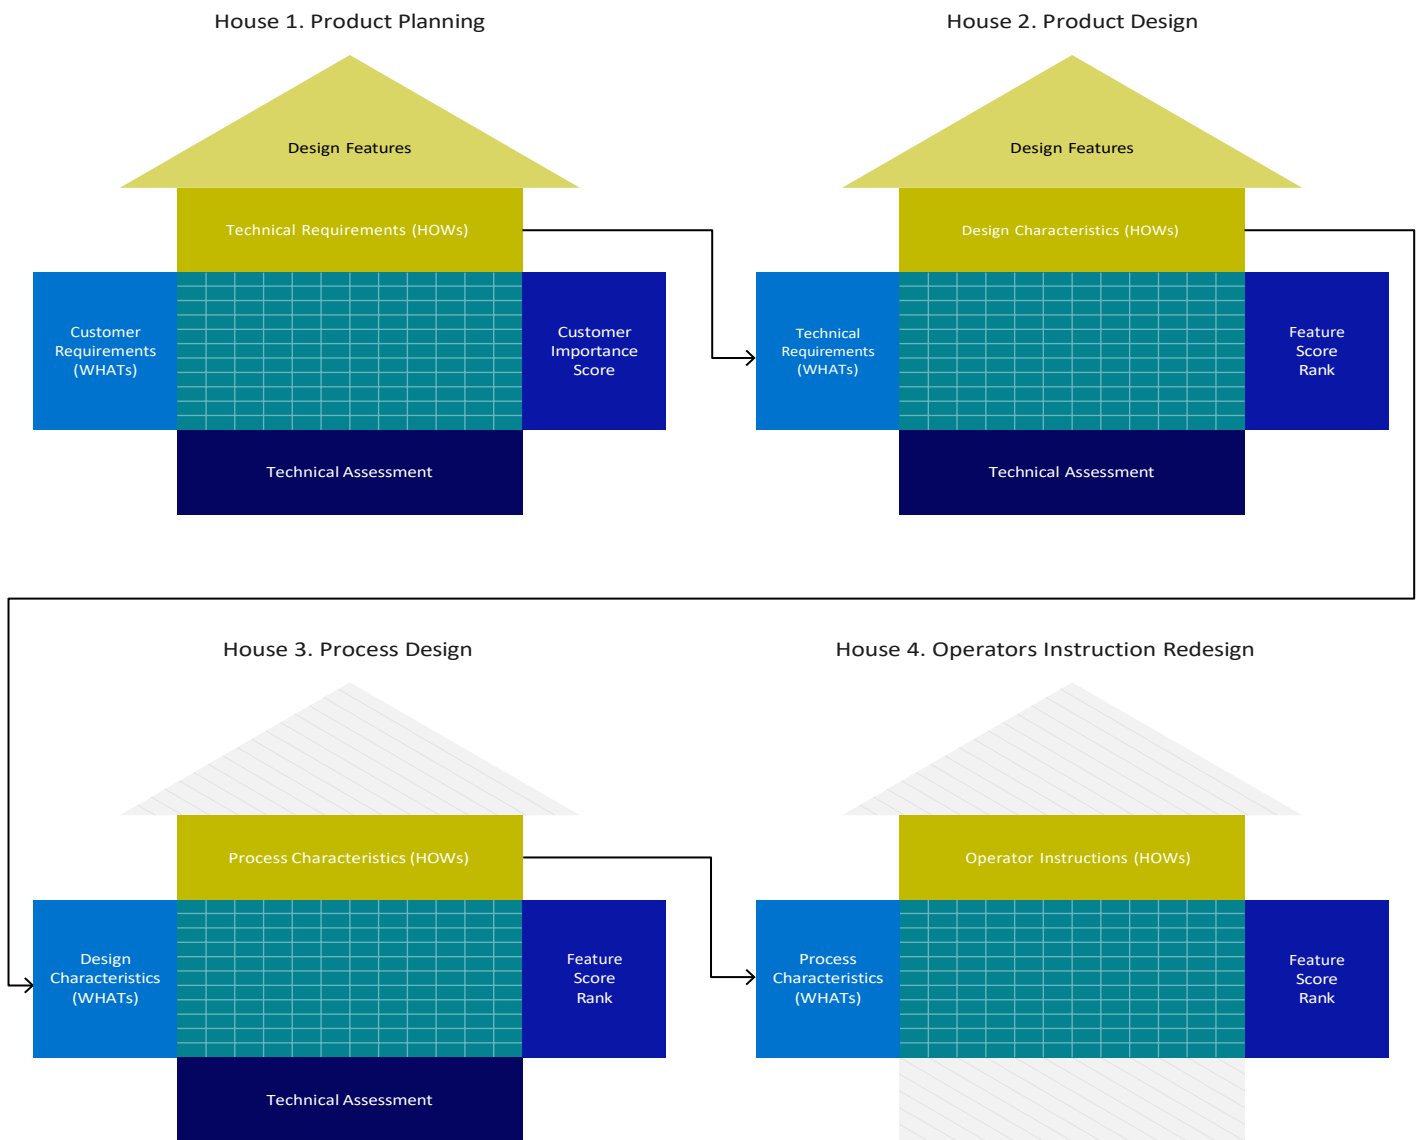 House 1. Product Planning
House 2. Product Design
Design Features
Design Features
Technical Requirements (HOWs)
Design Characteristics (HOWs)
Customer
Requirements
(WHATs)
Customer
Importance
Score
Technical
Requirements
(WHATs)
Feature
Score
Rank
Technical Assessment
Technical Assessment
House 3. Process Design
House 4. Operators Instruction Redesign
Process Characteristics (HOWs)
Operator Instructions (HOWs)
Design
Characteristics
(WHATs)
Feature
Score
Rank
Process
Characteristics
(WHATs)
Feature
Score
Rank
Technical Assessment